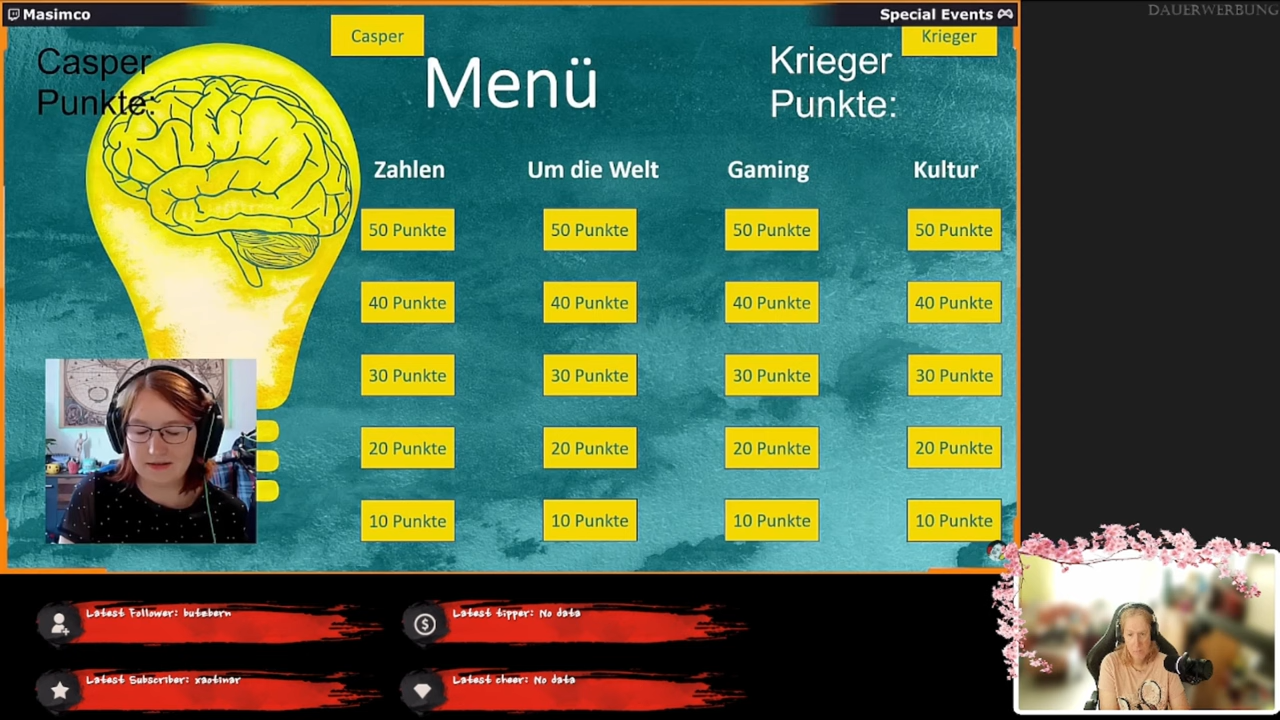 Masimco
Special Events
DAUERWERBUNG
Casper
Krieger
Casper
Punkte:
Menü
Krieger
Punkte:
Zahlen Um die Welt Gaming Kultur
50 Punkte 50 Punkte 50 Punkte 50 Punkte
40 Punkte 40 Punkte 40 Punkte 40 Punkte
30 Punkte 30 Punkte 30 Punkte 30 Punkte
20 Punkte 20 Punkte 20 Punkte 20 Punkte
10 Punkte 10 Punkte 10 Punkte 10 Punkte
Latest Follower: butzbern
Latest tipper: No data
Latest Subscriber: xaotinar
Latest cheer: No data